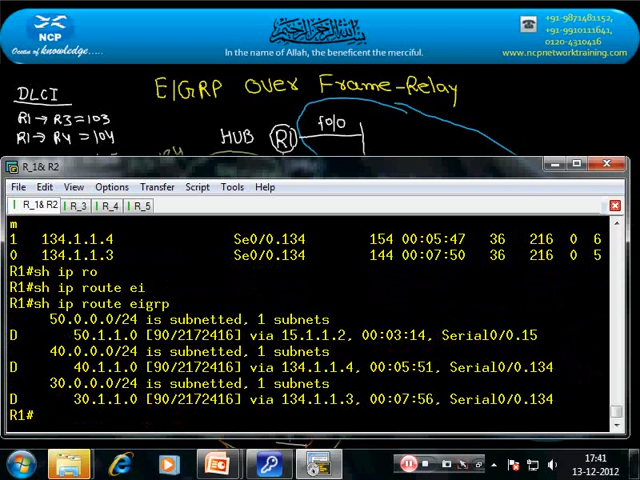 NCP
Ocean of knowledge.....
بسم الله الرحمن الرحيم
In the name of Allah, the beneficent the merciful.
+91-9871481152,
+91-9910111641,
0120-4310416
www.ncpnetworktraining.com
EIGRP over Frame-Relay
DLCI
R1 → R3 = 103
R1 → R4 = 104
HUB
R1
f0/0
R_1& R2
File Edit View Options Transfer Script Tools Help
R_1& R2 R_3 R_4 R_5
m
1 134.1.1.4 Se0/0.134 154 00:05:47 36 216 0 6
0 134.1.1.3 Se0/0.134 144 00:07:50 36 216 0 5
R1#sh ip ro
R1#sh ip route ei
R1#sh ip route eigrp
50.0.0.0/24 is subnetted, 1 subnets
D 50.1.1.0 [90/2172416] via 15.1.1.2, 00:03:14, Serial0/0.15
40.0.0.0/24 is subnetted, 1 subnets
D 40.1.1.0 [90/2172416] via 134.1.1.4, 00:05:51, Serial0/0.134
30.0.0.0/24 is subnetted, 1 subnets
D 30.1.1.0 [90/2172416] via 134.1.1.3, 00:07:56, Serial0/0.134
R1#
17:41
13-12-2012